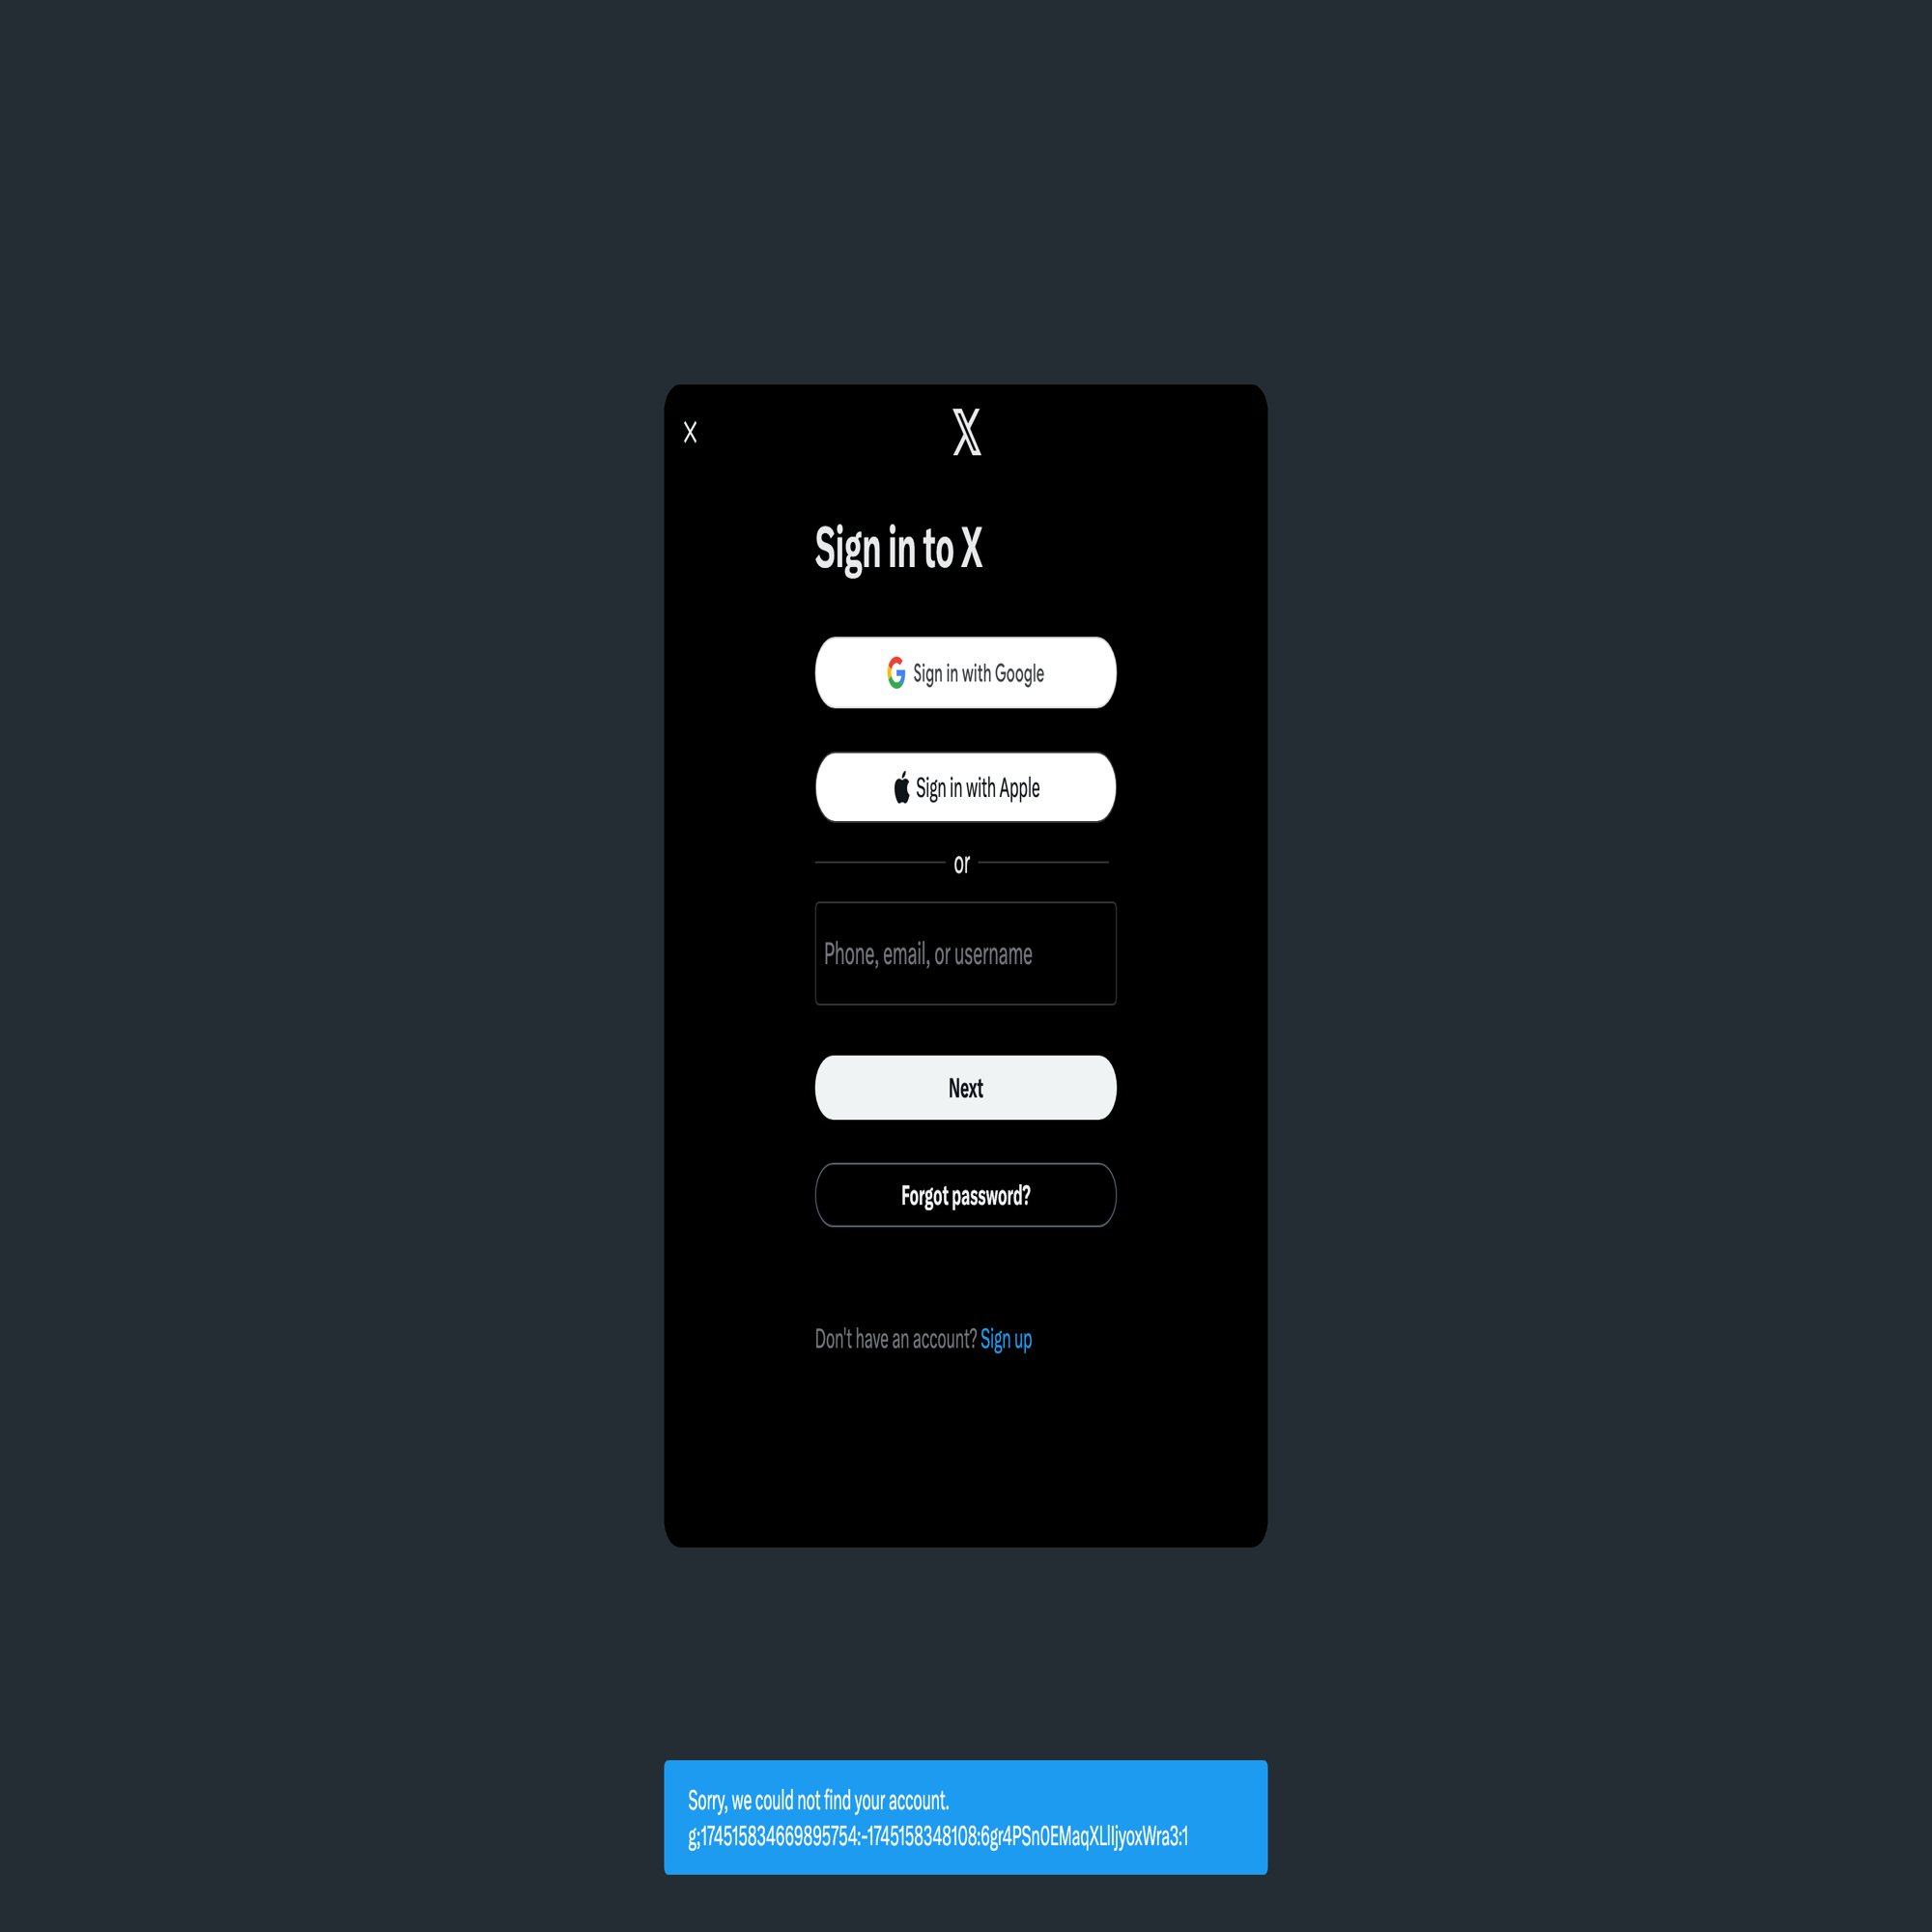 Sign in to X
Sign in with Google
Sign in with Apple
or
Phone, email, or username
Next
Forgot password?
Don't have an account? Sign up
Sorry, we could not find your account.
g;174515834669895754:-1745158348108:6gr4PSn0EMaqXLlIjyoxWra3:1